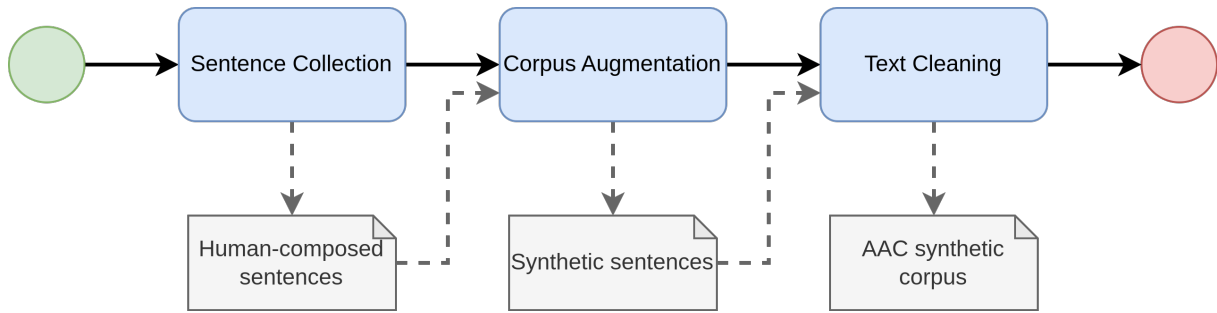 Sentence Collection
Corpus Augmentation
Text Cleaning
Human-composed
sentences
Synthetic sentences
AAC synthetic
corpus